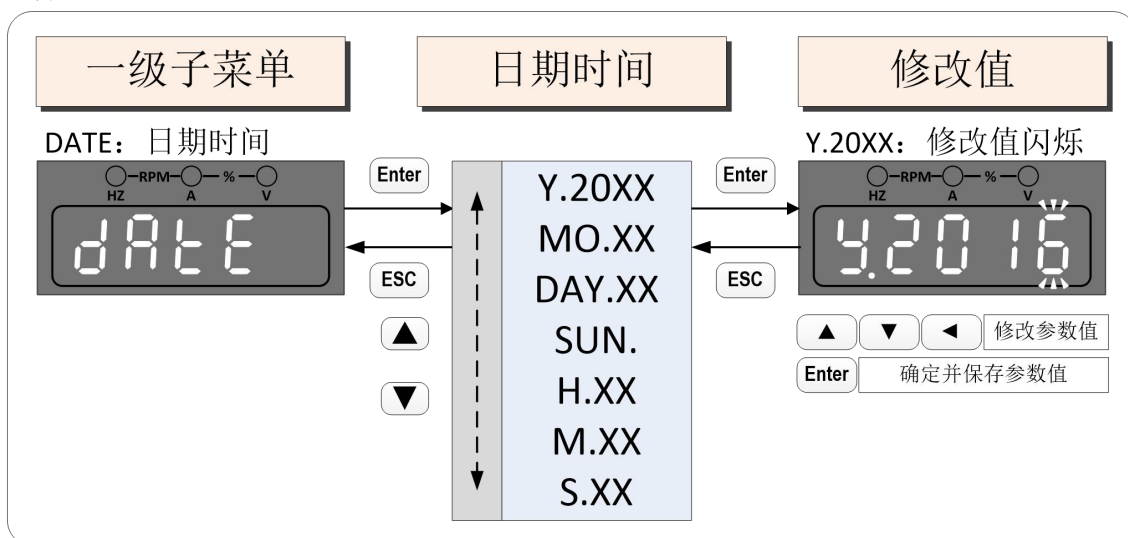 一级子菜单
日期时间
修改值
DATE：日期时间
HZ RPM A % V
dAtE
Enter
ESC
▲
▼
Y.20XX
MO.XX
DAY.XX
SUN.
H.XX
M.XX
S.XX
Enter
ESC
Y.20XX：修改值闪烁
HZ RPM A % V
y.2016
▲ ▼ ◀ 修改参数值
Enter 确定并保存参数值